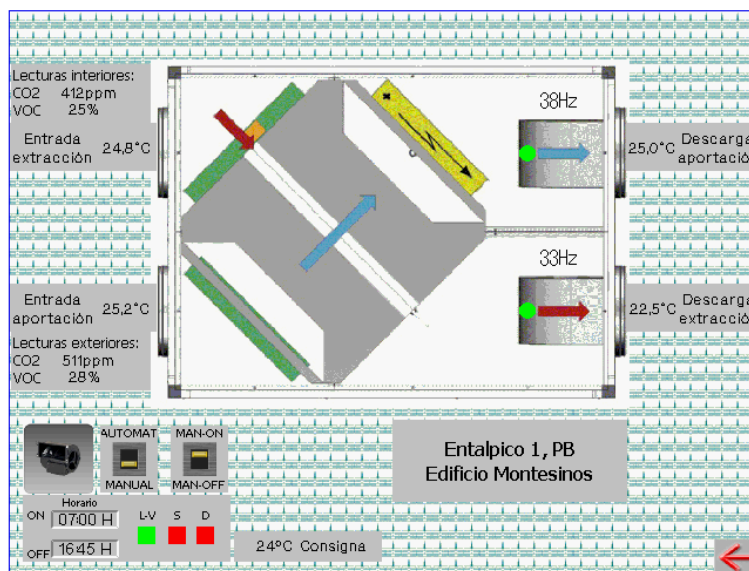 Lecturas interiores:
CO2 412ppm
VOC 25%
Entrada
extracción 24,8°C
Entrada
aportación 25,2°C
Lecturas exteriores:
CO2 511ppm
VOC 28%
38Hz
25,0°C Descarga
aportación
33Hz
22,5°C Descarga
extracción
AUTOMAT
MANUAL
MAN-ON
MAN-OFF
Entalpico 1, PB
Edificio Montesinos
Horario
ON 07:00 H
L-V S D
OFF 16:45 H
24ºC Consigna